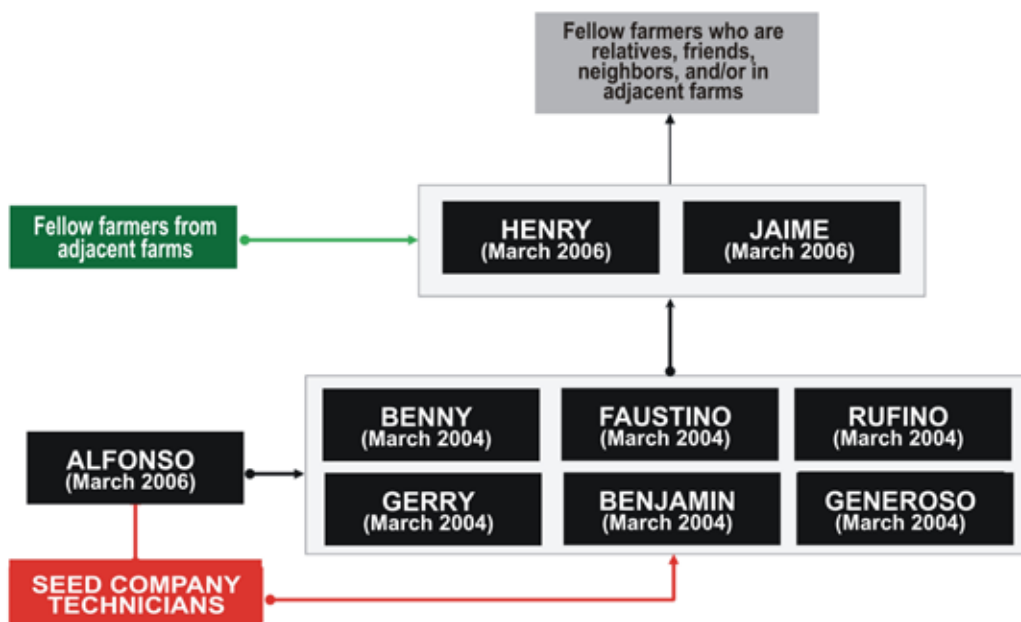 Fellow farmers who are
relatives, friends,
neighbors, and/or in
adjacent farms
Fellow farmers from
adjacent farms
HENRY
(March 2006)
JAIME
(March 2006)
BENNY
(March 2004)
FAUSTINO
(March 2004)
RUFINO
(March 2004)
ALFONSO
(March 2006)
GERRY
(March 2004)
BENJAMIN
(March 2004)
GENEROSO
(March 2004)
SEED COMPANY
TECHNICIANS